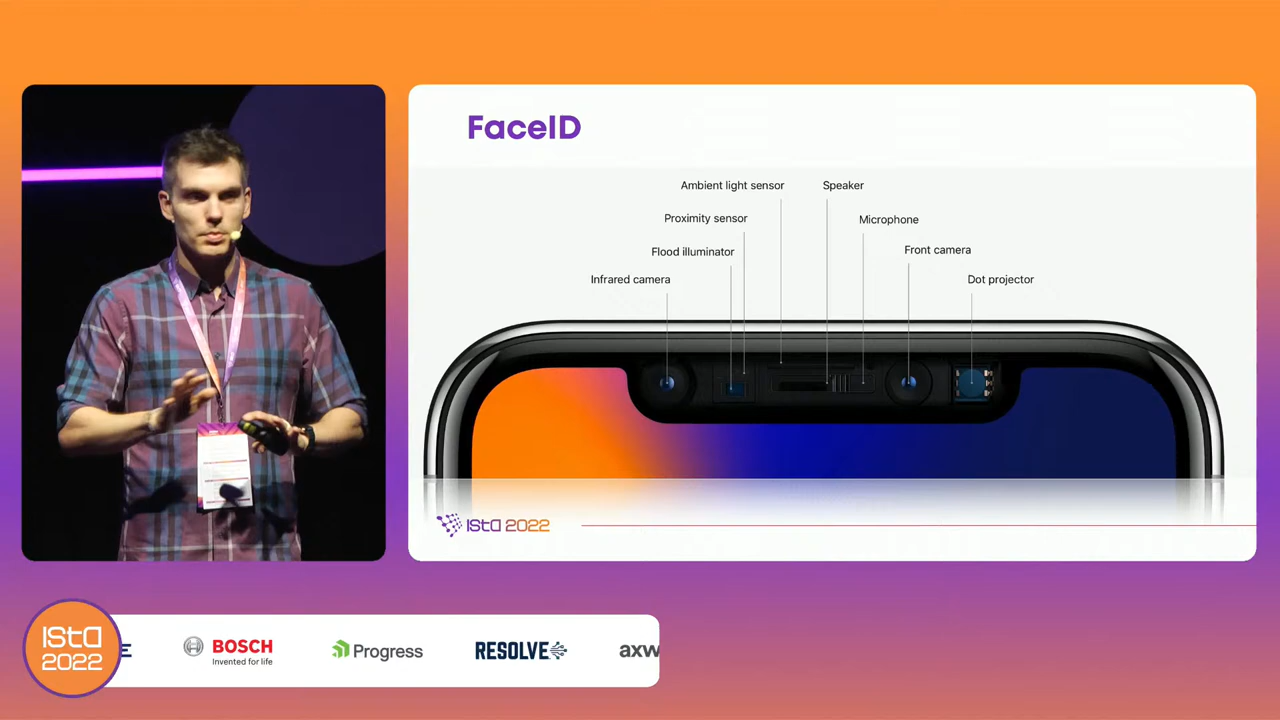 FaceID
Ambient light sensor
Speaker
Proximity sensor
Microphone
Flood illuminator
Front camera
Infrared camera
Dot projector
ISTA 2022
ISTA
2022
E
BOSCH
Invented for life
Progress
RESOLVE
axw